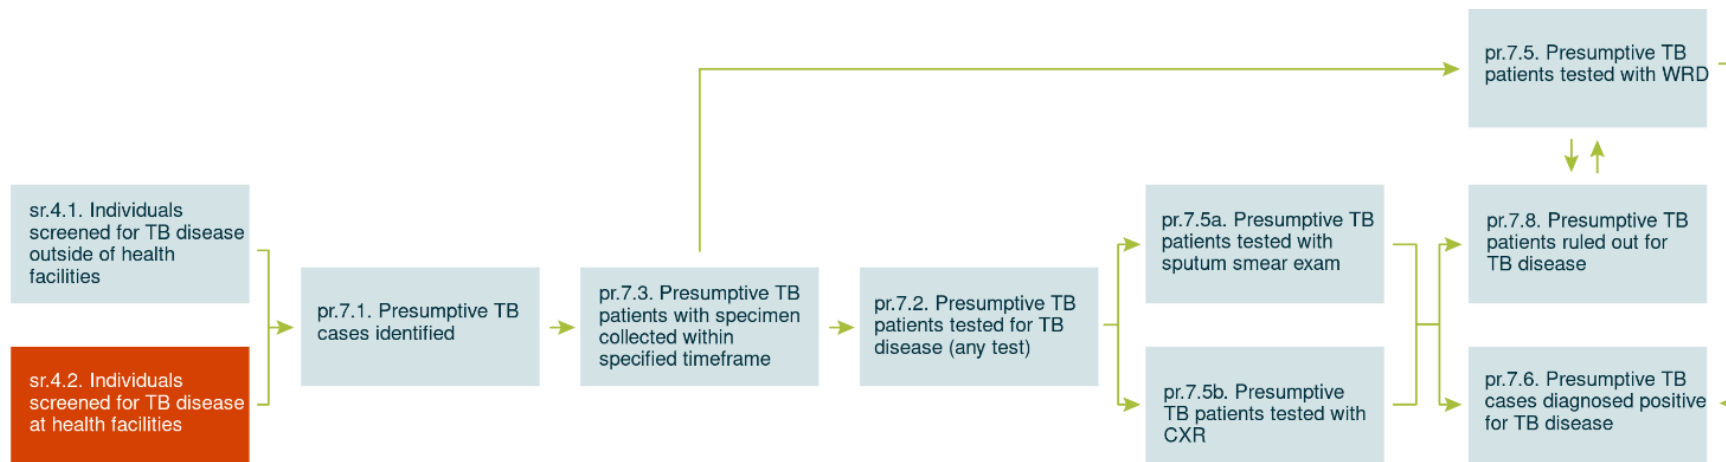 sr.4.1. Individuals
screened for TB disease
outside of health
facilities
sr.4.2. Individuals
screened for TB disease
at health facilities
pr.7.1. Presumptive TB
cases identified
pr.7.3. Presumptive TB
patients with specimen
collected within
specified timeframe
pr.7.2. Presumptive TB
patients tested for TB
disease (any test)
pr.7.5a. Presumptive TB
patients tested with
sputum smear exam
pr.7.5b. Presumptive
TB patients tested with
CXR
pr.7.5. Presumptive TB
patients tested with WRD
pr.7.8. Presumptive TB
patients ruled out for
TB disease
pr.7.6. Presumptive TB
cases diagnosed positive
for TB disease